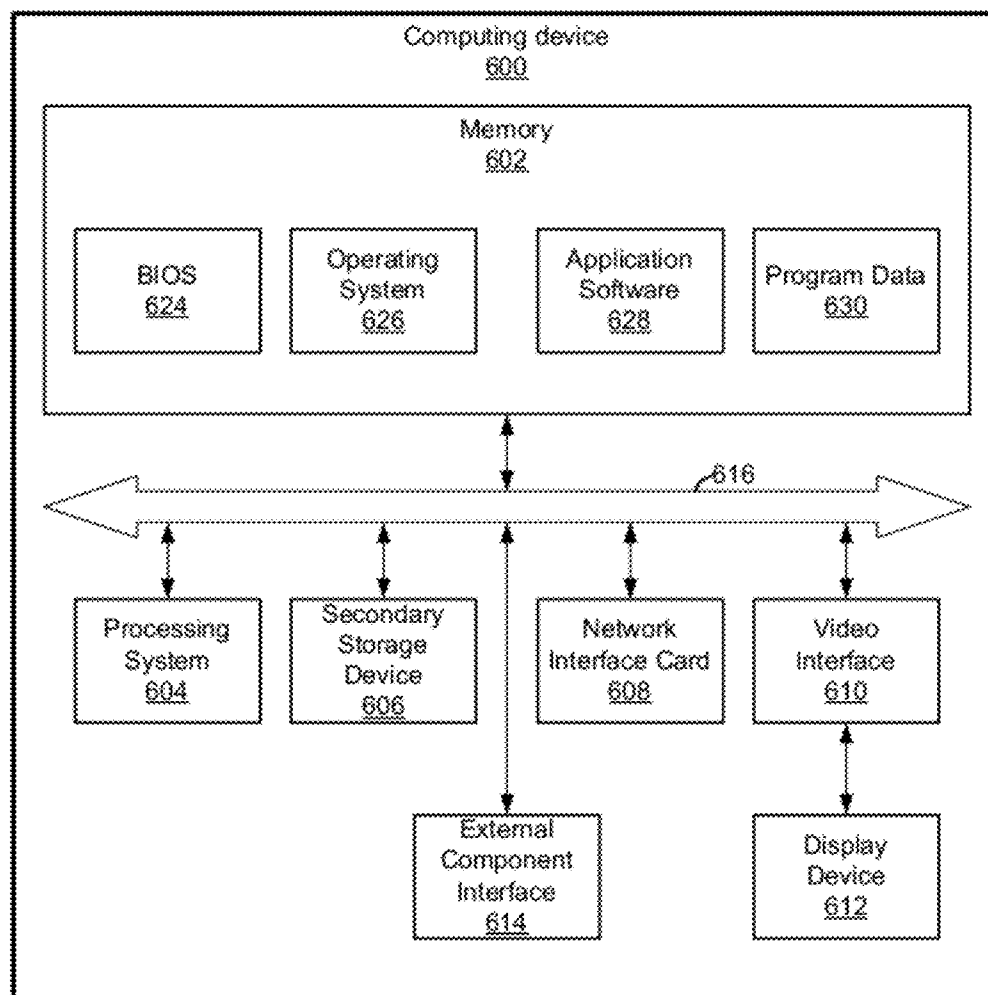 Computing device
600
Memory
602
BIOS
624
Operating
System
626
Application
Software
628
Program Data
630
616
Processing
System
604
Secondary
Storage
Device
606
Network
Interface Card
608
Video
Interface
610
External
Component
Interface
614
Display
Device
612